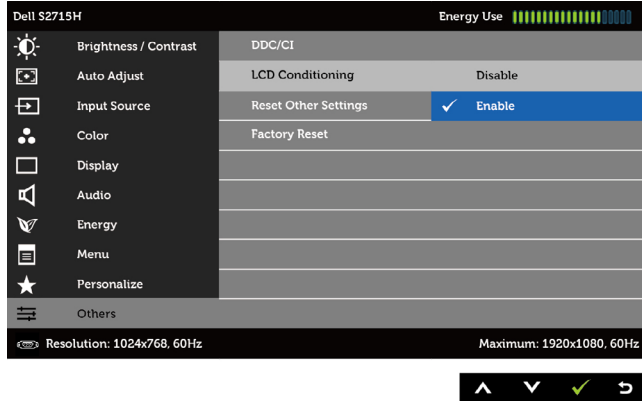 Dell S2715H Energy Use
Brightness / Contrast DDC/CI
Auto Adjust LCD Conditioning Disable
Input Source Reset Other Settings Enable
Color Factory Reset
Display
Audio
Energy
Menu
Personalize
Others
Resolution: 1024x768, 60Hz Maximum: 1920x1080, 60Hz